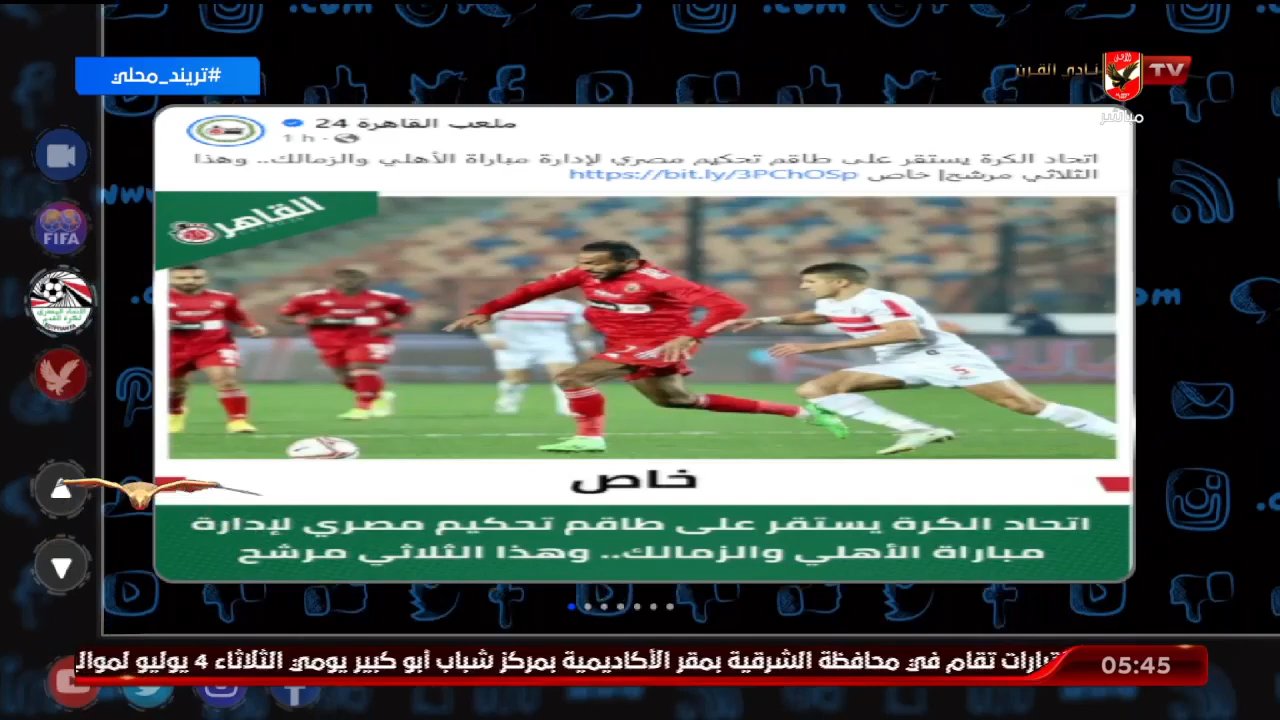 #تريند_محلي
نادي القرن
TV
مباشر
ملعب القاهرة 24
1 h
اتحاد الكرة يستقر على طاقم تحكيم مصري لإدارة مباراة الأهلي والزمالك.. وهذا
الثلاثي مرشح| خاص https://bit.ly/3PChOSp
القاهرة
FIFA
5
خاص
اتحاد الكرة يستقر على طاقم تحكيم مصري لإدارة
مباراة الأهلي والزمالك.. وهذا الثلاثي مرشح
تقام في محافظة الشرقية بمقر الأكاديمية بمركز شباب أبو كبير يومي الثلاثاء 4 يوليو
05:45